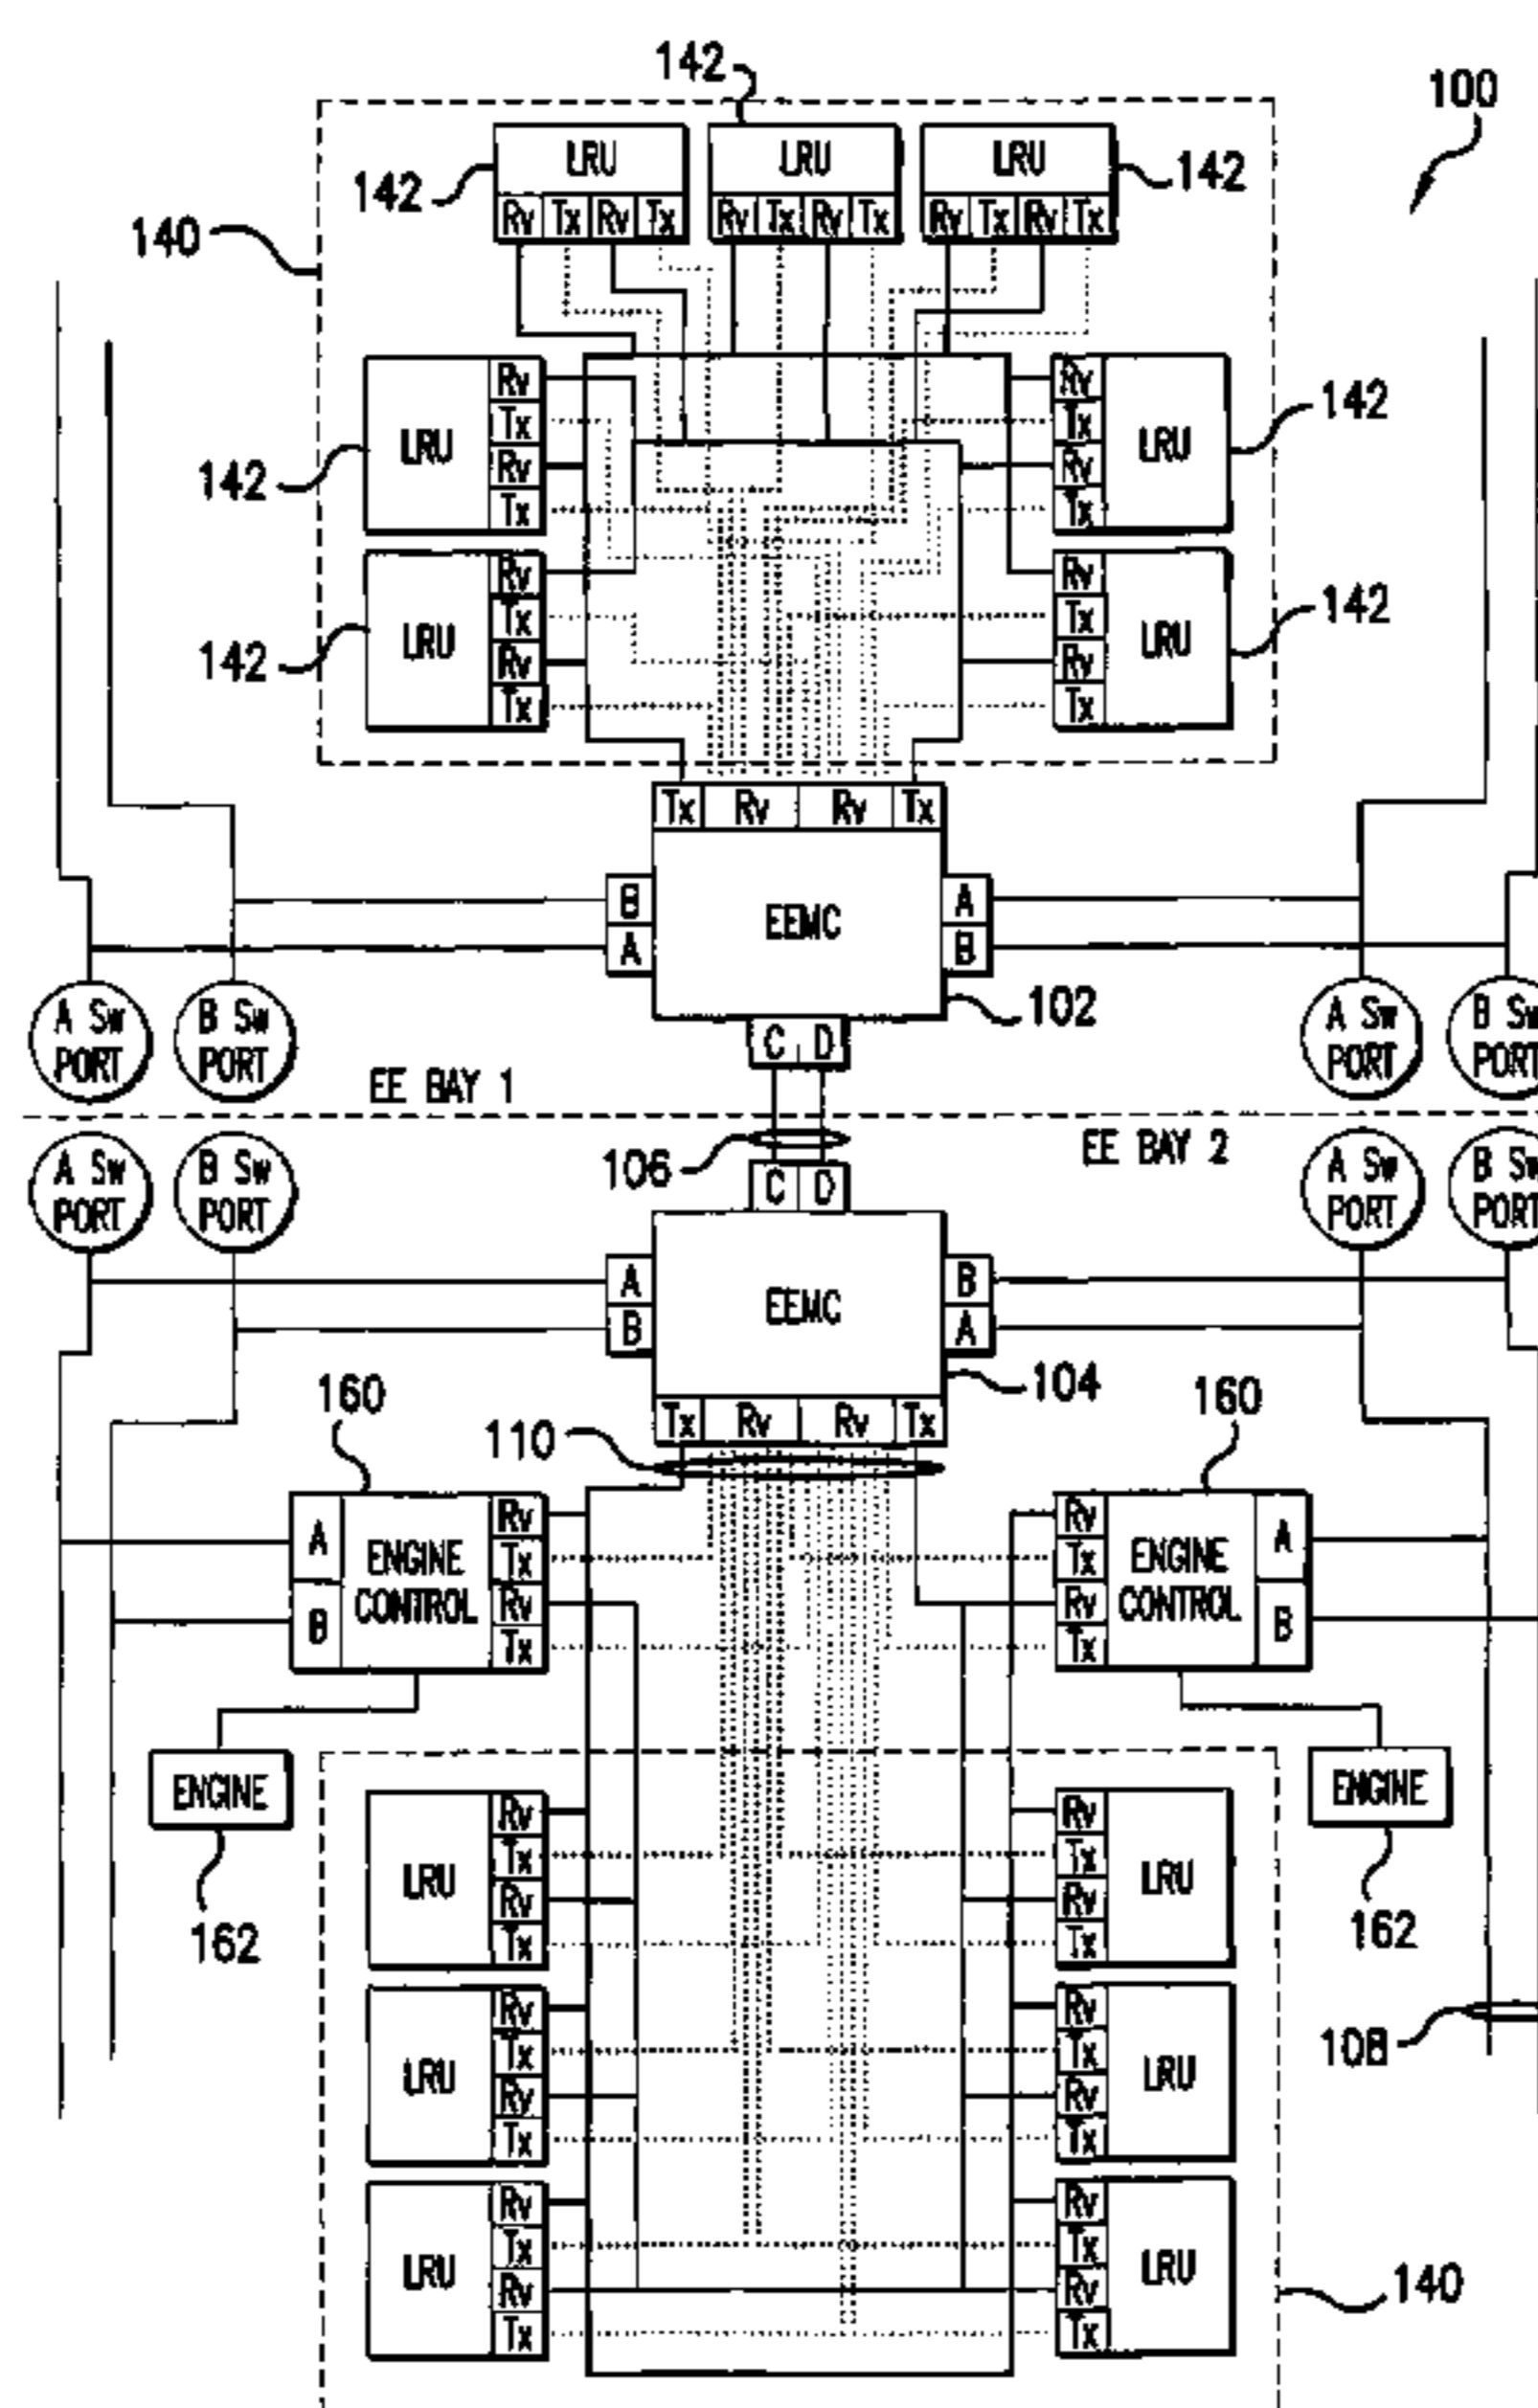 142
100
LRU LRU LRU
142 142
Rv Tx Rv Tx Rv Tx Rv Tx Rv Tx Rv Tx
140
LRU Rv Tx Rv Tx
Rv Tx Rv Tx LRU
142
142
LRU Rv Tx Rv Tx
Rv Tx Rv Tx LRU
142
142
Tx Rv Rv Tx
B A
EEMC
A B
102
C D
A Sw PORT
B Sw PORT
A Sw PORT
B Sw PORT
EE BAY 1
EE BAY 2
106
C D
A Sw PORT
B Sw PORT
A Sw PORT
B Sw PORT
A B
EEMC
B A
104
Tx Rv Rv Tx
160
110
160
A B
ENGINE CONTROL
Rv Tx Rv Tx
Rv Tx Rv Tx
ENGINE CONTROL
A B
ENGINE
ENGINE
162
162
LRU Rv Tx Rv Tx
Rv Tx Rv Tx LRU
108
LRU Rv Tx Rv Tx
Rv Tx Rv Tx LRU
LRU Rv Tx Rv Tx
Rv Tx Rv Tx LRU
140